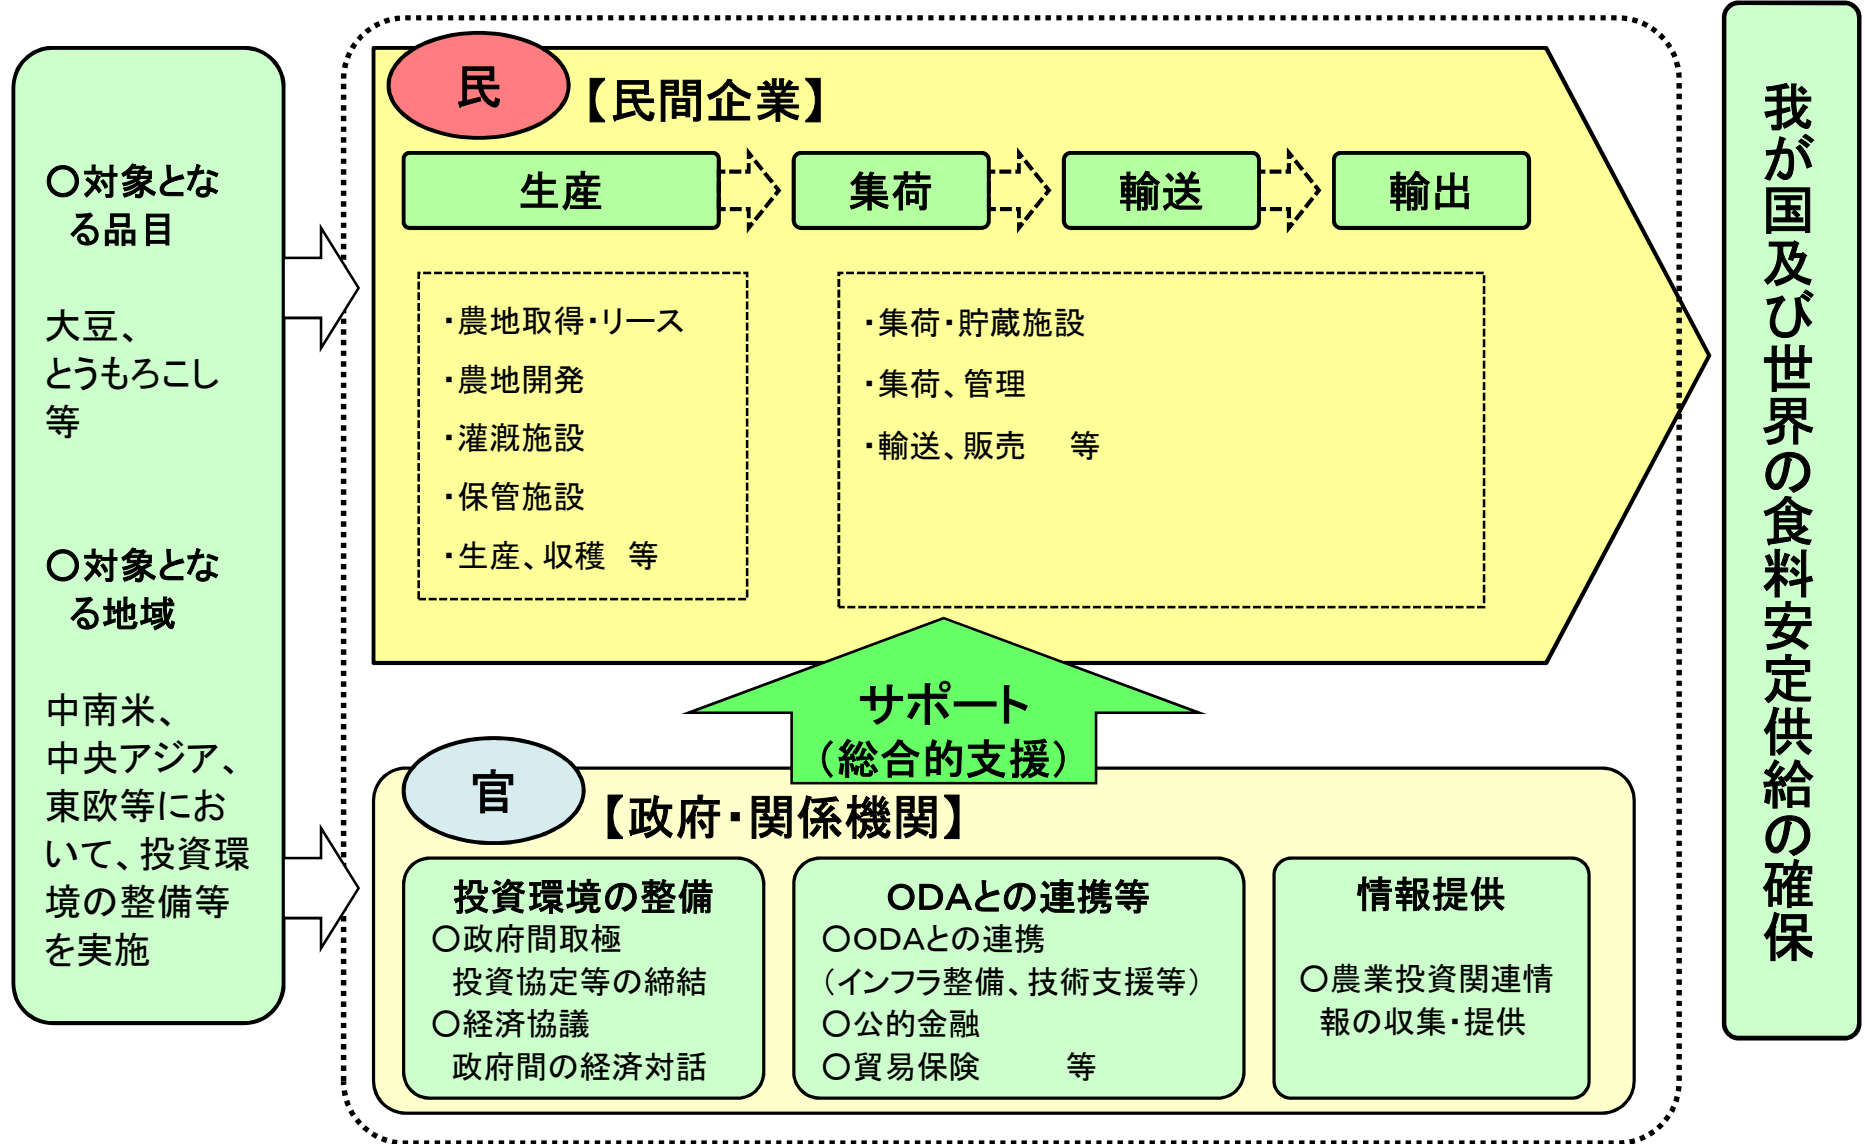 〇対象とな
る品目
大豆、
とうもろこし
等
〇対象とな
る地域
中南米、
中央アジア、
東欧等にお
いて、投資環
境の整備等
を実施
民
【民間企業】
生産
集荷
輸送
輸出
・農地取得・リース
・農地開発
・灌漑施設
・保管施設
・生産、収穫　等
・集荷・貯蔵施設
・集荷、管理
・輸送、販売　等
サポート
（総合的支援）
官
【政府・関係機関】
投資環境の整備
〇政府間取極
投資協定等の締結
〇経済協議
政府間の経済対話
ODAとの連携等
〇ODAとの連携
（インフラ整備、技術支援等）
〇公的金融
〇貿易保険　　等
情報提供
〇農業投資関連情
報の収集・提供
我が国及び世界の食料安定供給の確保